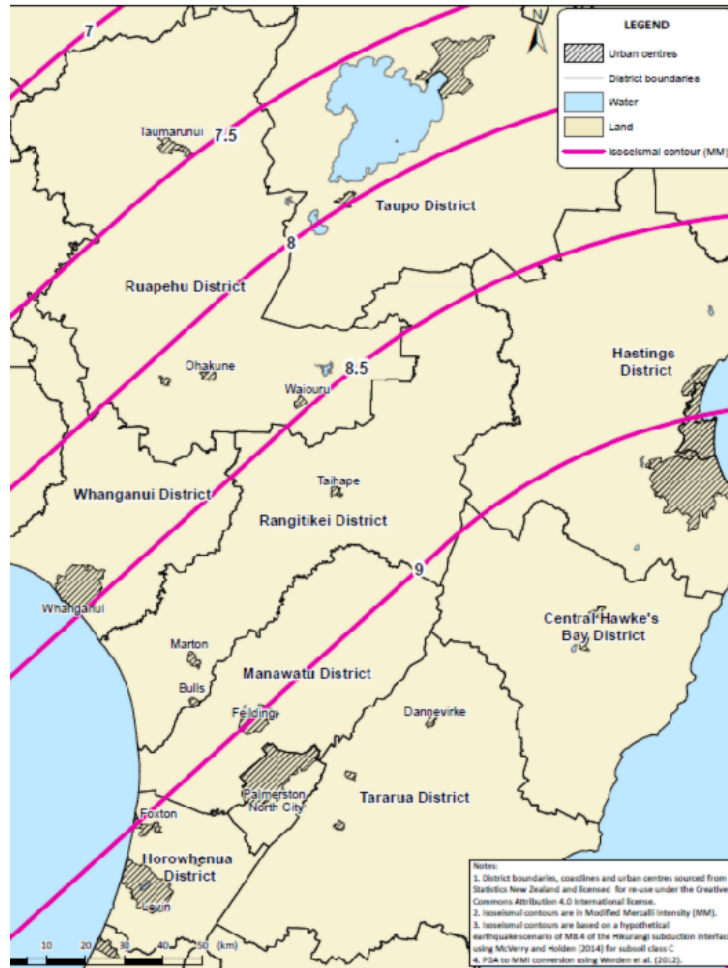 N
LEGEND
Urban centres
District boundaries
Water
Land
Isoseismal contour (MM)
7
Taumarunui
7.5
Taupo District
8
Ruapehu District
Hastings
District
Ohakune
8.5
Waiouru
Taihape
Whanganui District
Rangitikei District
9
Whanganui
Central Hawke's
Bay District
Marton
Manawatu District
Bulls
Feilding
Dannevirke
Palmerston
North City
Tararua District
Foxton
Horowhenua
District
Levin
10 20 30 40 50 (km)
Notes:
1. District boundaries, coastlines and urban centres sourced from
Statistics New Zealand and licensed for re-use under the Creative
Commons Attribution 4.0 International license.
2. Isoseismal contours are in Modified Mercalli Intensity (MM).
3. Isoseismal contours are based on a hypothetical
earthquake scenario of M8.4 of the Hikurangi subduction interface
using McVerry and Holden (2014) for subsoil class C
4. PGA to MMI conversion using Worden et al. (2012).